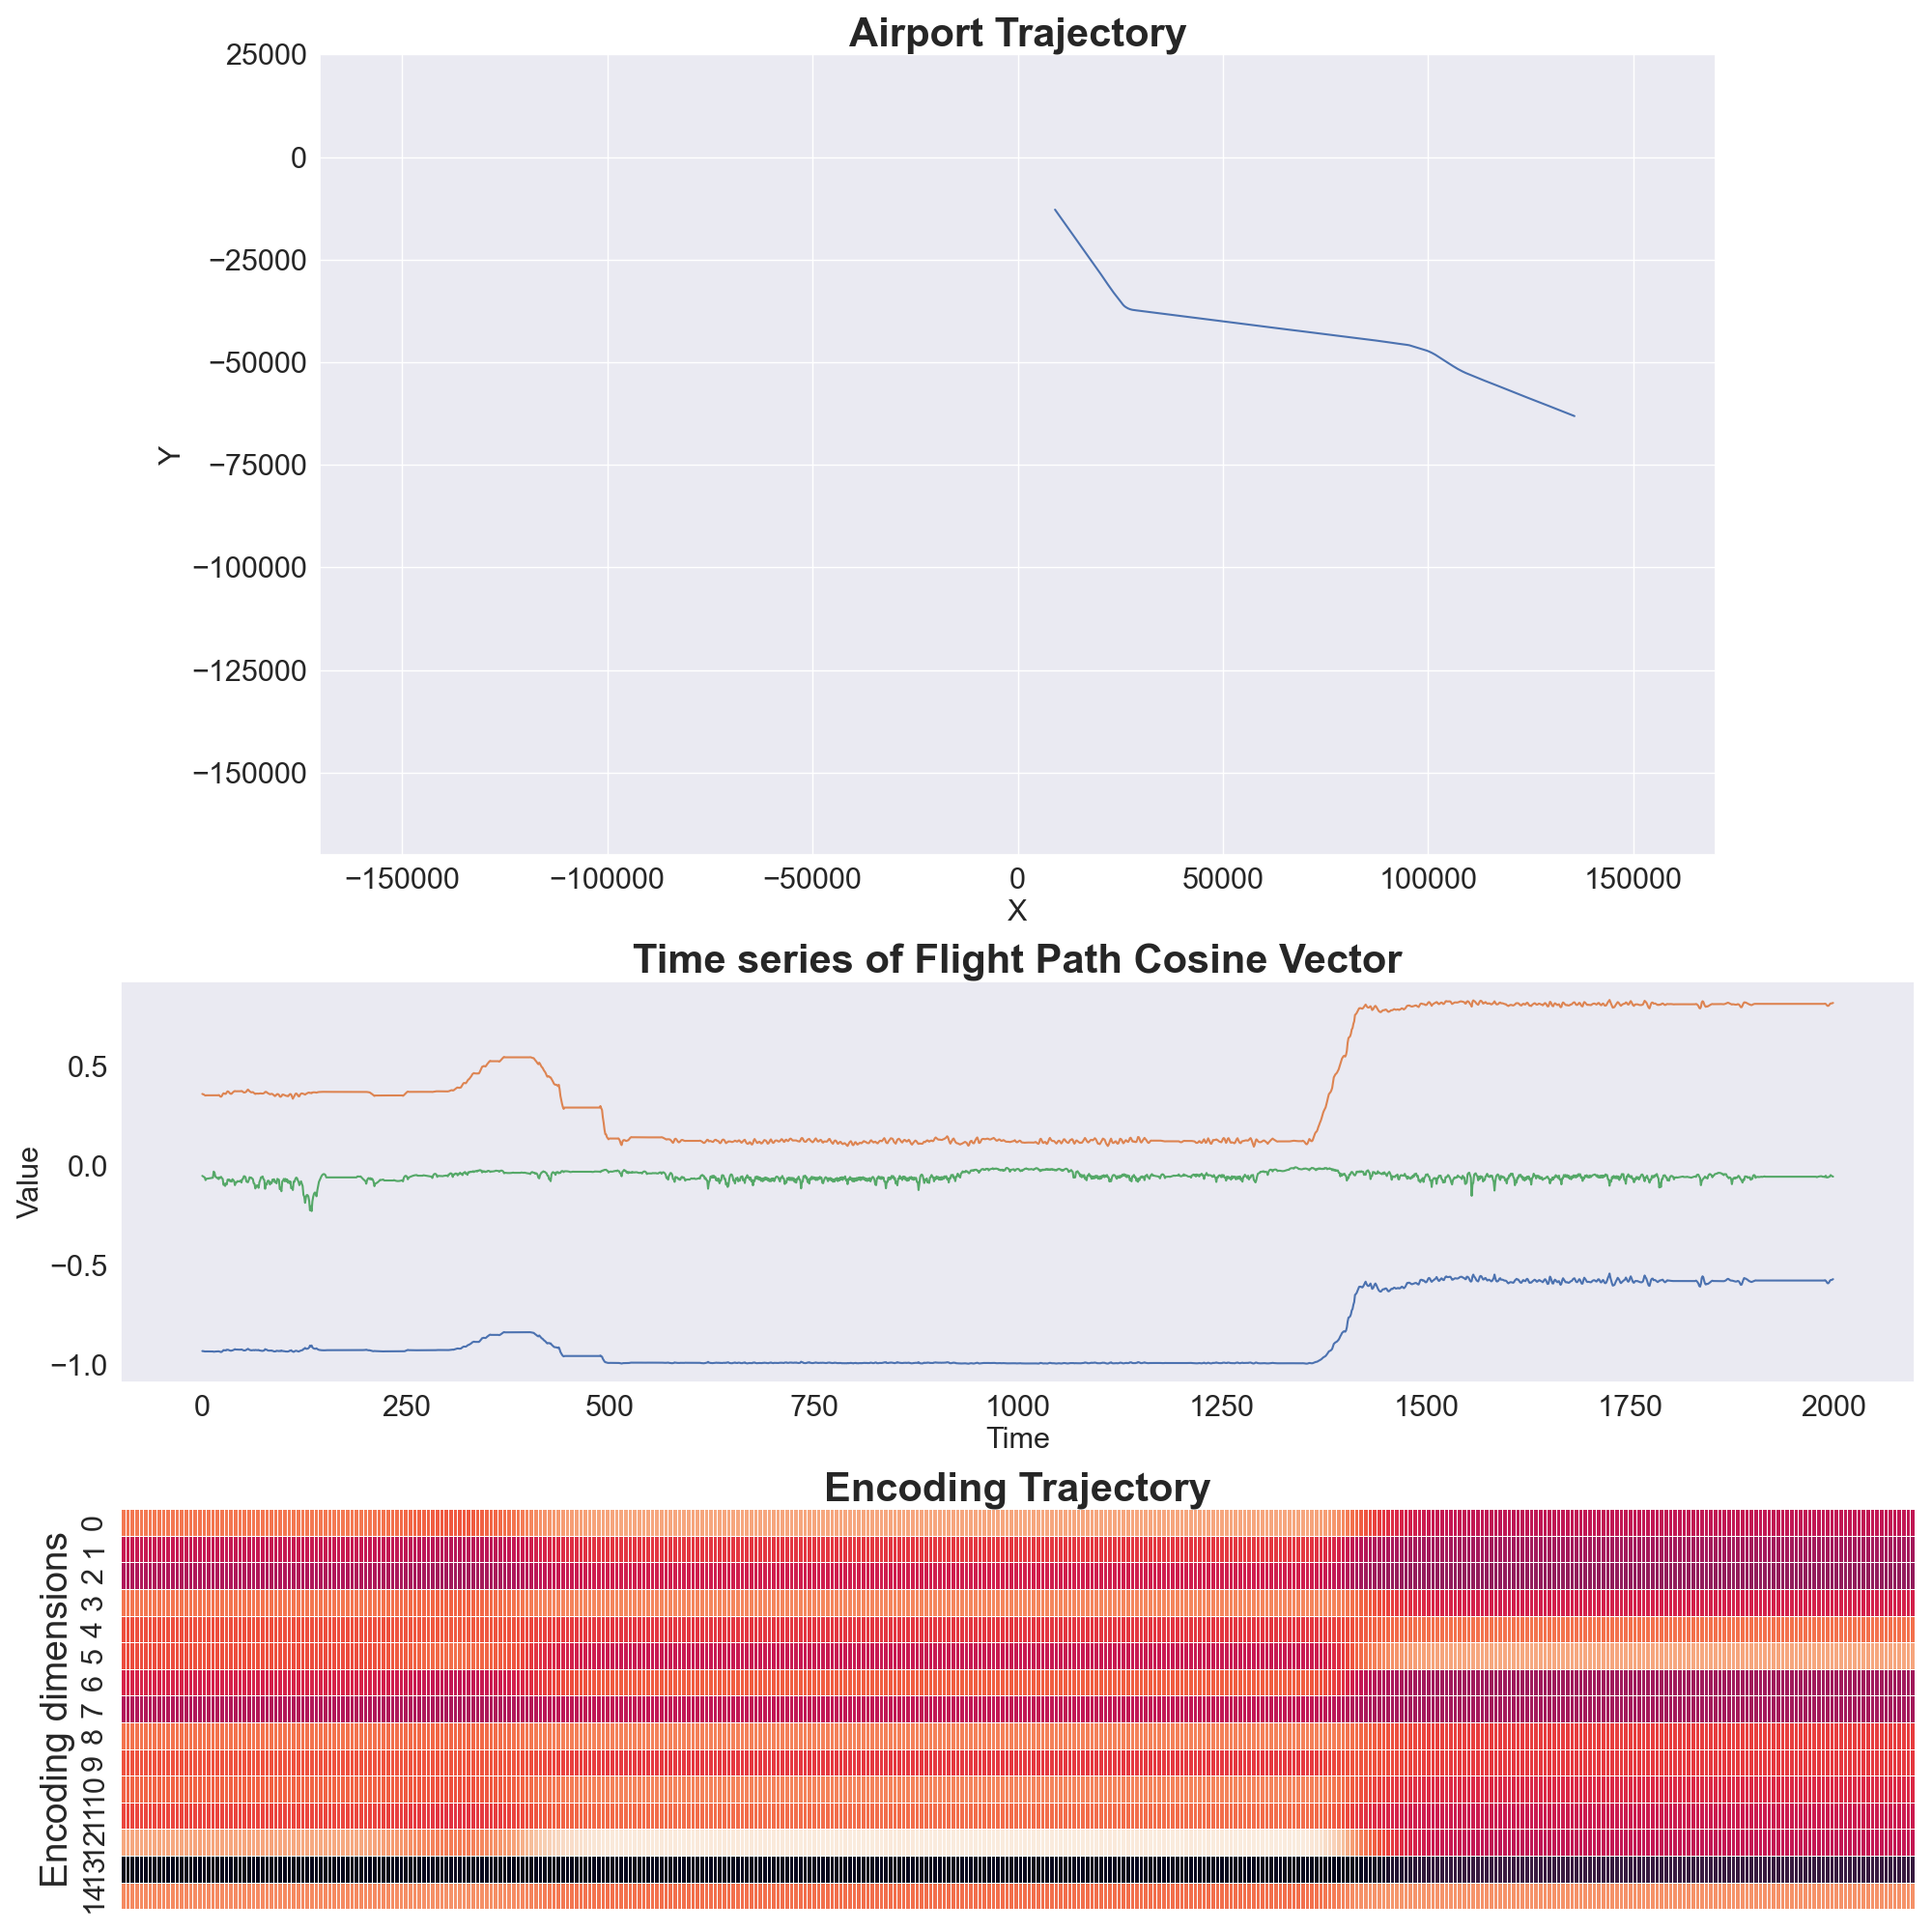 Airport Trajectory
25000
0
−25000
−50000
−75000
−100000
−125000
−150000
Y
−150000 −100000 −50000 0 50000 100000 150000
X
Time series of Flight Path Cosine Vector
0.5
0.0
−0.5
−1.0
Value
0 250 500 750 1000 1250 1500 1750 2000
Time
Encoding Trajectory
Encoding dimensions
0
1
2
3
4
5
6
7
8
9
10
11
12
13
14